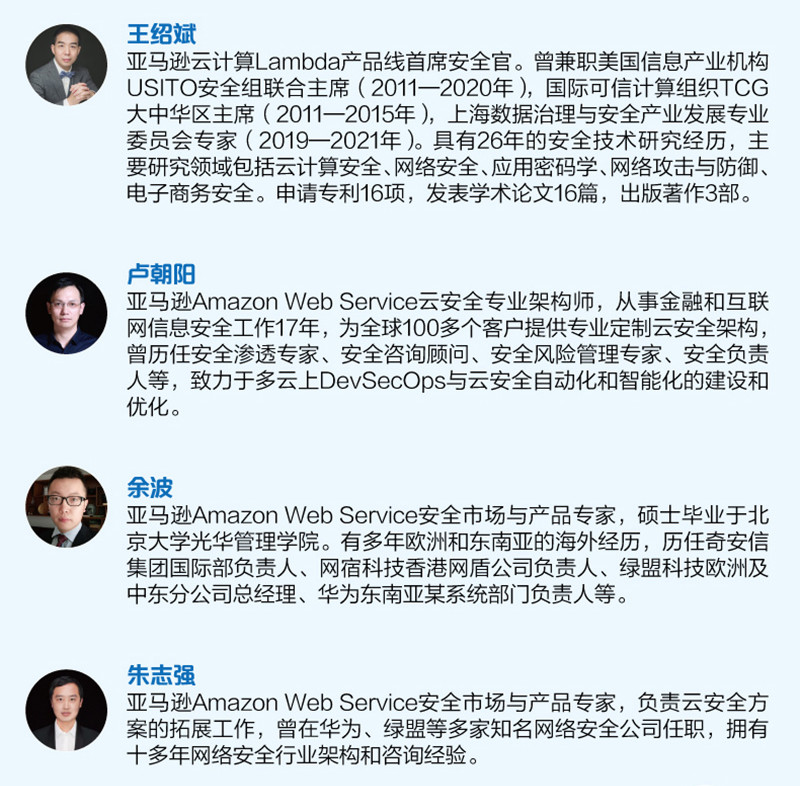 王绍斌
亚马逊云计算Lambda产品线首席安全官。曾兼职美国信息产业机构
USITO安全组联合主席（2011—2020年），国际可信计算组织TCG
大中华区主席（2011—2015年），上海数据治理与安全产业发展专业
委员会专家（2019—2021年）。具有26年的安全技术研究经历，主
要研究领域包括云计算安全、网络安全、应用密码学、网络攻击与防御、
电子商务安全。申请专利16项，发表学术论文16篇，出版著作3部。
卢朝阳
亚马逊Amazon Web Service云安全专业架构师，从事金融和互联
网信息安全工作17年，为全球100多个客户提供专业定制云安全架构，
曾历任安全渗透专家、安全咨询顾问、安全风险管理专家、安全负责
人等，致力于多云上DevSecOps与云安全自动化和智能化的建设和
优化。
余波
亚马逊Amazon Web Service安全市场与产品专家，硕士毕业于北
京大学光华管理学院。有多年欧洲和东南亚的海外经历，历任奇安信
集团国际部负责人、网宿科技香港网盾公司负责人、绿盟科技欧洲及
中东分公司总经理、华为东南亚某系统部门负责人等。
朱志强
亚马逊Amazon Web Service安全市场与产品专家，负责云安全方
案的拓展工作，曾在华为、绿盟等多家知名网络安全公司任职，拥有
十多年网络安全行业架构和咨询经验。